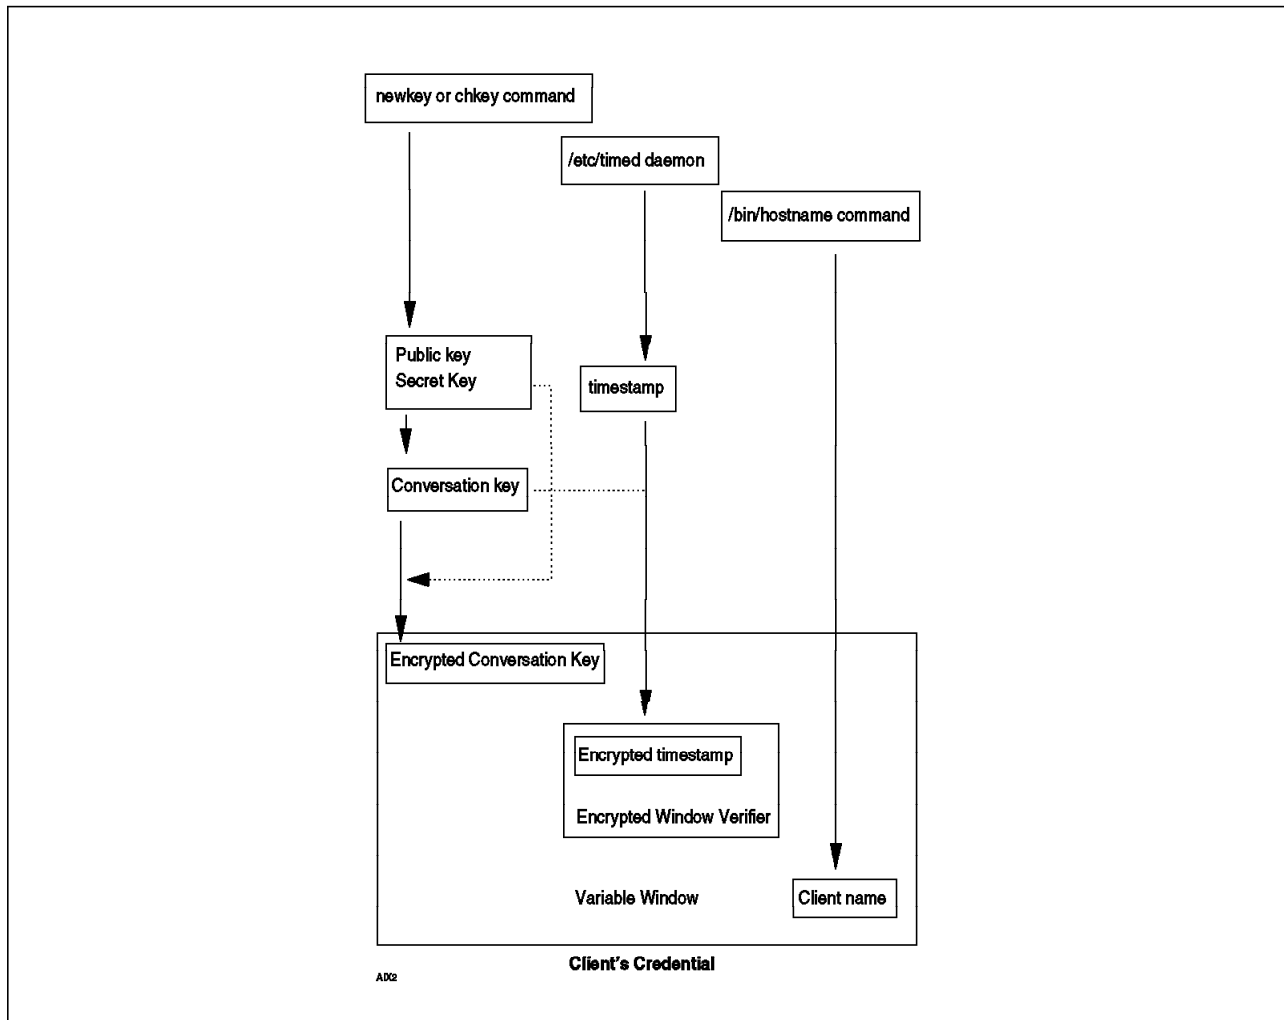 newkey or chkey command
/etc/timed daemon
/bin/hostname command
Public key
Secret Key
timestamp
Conversation key
Encrypted Conversation Key
Encrypted timestamp
Encrypted Window Verifier
Variable Window
Client name
Client's Credential
AIX2